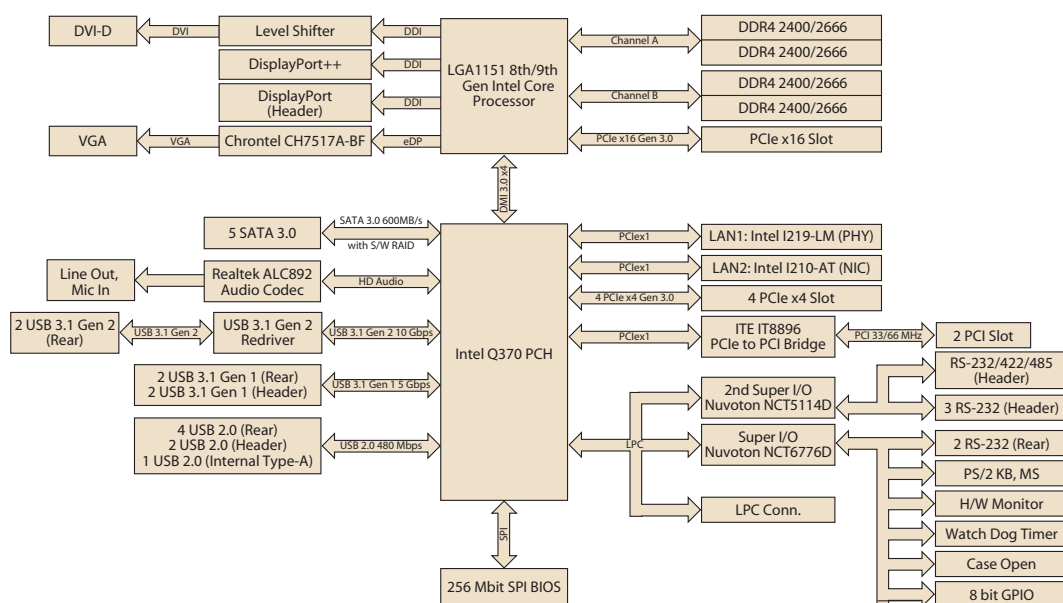 DVI-D
DVI
Level Shifter
DDI
DisplayPort++
DDI
DisplayPort
(Header)
DDI
VGA
VGA
Chrontel CH7517A-BF
eDP
LGA1151 8th/9th
Gen Intel Core
Processor
Channel A
DDR4 2400/2666
DDR4 2400/2666
Channel B
DDR4 2400/2666
DDR4 2400/2666
PCIe x16 Gen 3.0
PCIe x16 Slot
DMI 3.0 x4
5 SATA 3.0
SATA 3.0 600MB/s
with S/W RAID
Line Out,
Mic In
Realtek ALC892
Audio Codec
HD Audio
2 USB 3.1 Gen 2
(Rear)
USB 3.1 Gen 2
USB 3.1 Gen 2
Redriver
USB 3.1 Gen 2 10 Gbps
2 USB 3.1 Gen 1 (Rear)
2 USB 3.1 Gen 1 (Header)
USB 3.1 Gen 1 5 Gbps
4 USB 2.0 (Rear)
2 USB 2.0 (Header)
1 USB 2.0 (Internal Type-A)
USB 2.0 480 Mbps
Intel Q370 PCH
PCIex1
LAN1: Intel I219-LM (PHY)
PCIex1
LAN2: Intel I210-AT (NIC)
4 PCIe x4 Gen 3.0
4 PCIe x4 Slot
PCIex1
ITE IT8896
PCIe to PCI Bridge
PCI 33/66 MHz
2 PCI Slot
LPC
2nd Super I/O
Nuvoton NCT5114D
RS-232/422/485
(Header)
3 RS-232 (Header)
Super I/O
Nuvoton NCT6776D
2 RS-232 (Rear)
PS/2 KB, MS
H/W Monitor
Watch Dog Timer
Case Open
8 bit GPIO
LPC Conn.
SPI
256 Mbit SPI BIOS